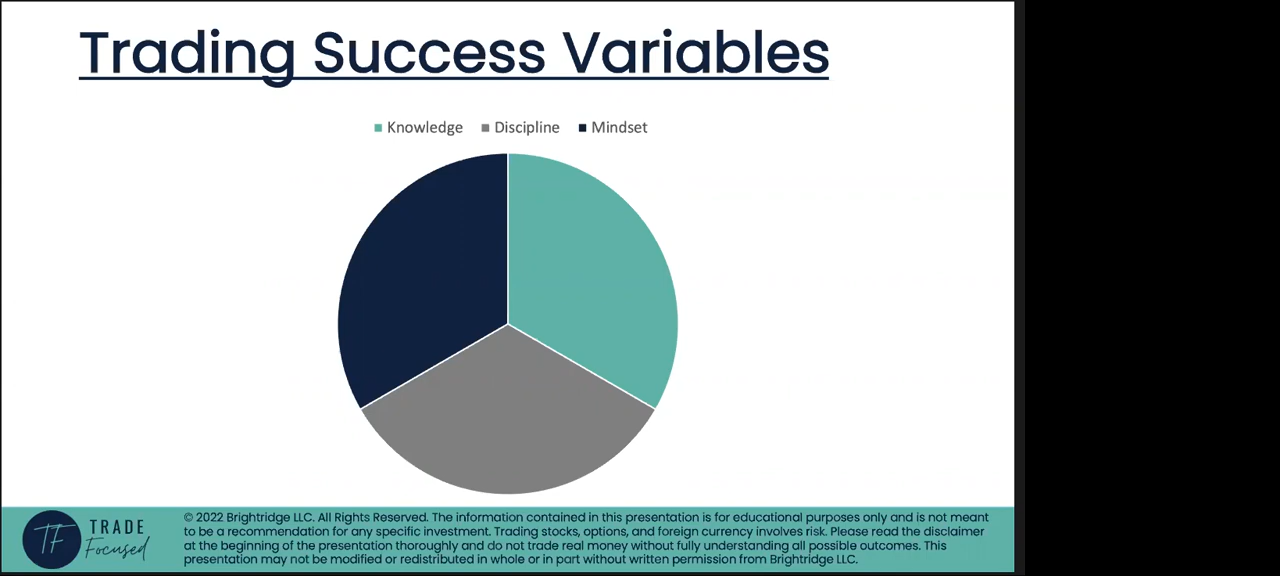 Trading Success Variables
Knowledge Discipline Mindset
© 2022 Brightridge LLC. All Rights Reserved. The information contained in this presentation is for educational purposes only and is not meant
to be a recommendation for any specific investment. Trading stocks, options, and foreign currency involves risk. Please read the disclaimer
at the beginning of the presentation thoroughly and do not trade real money without fully understanding all possible outcomes. This
presentation may not be modified or redistributed in whole or in part without written permission from Brightridge LLC.
TF
TRADE
Focused